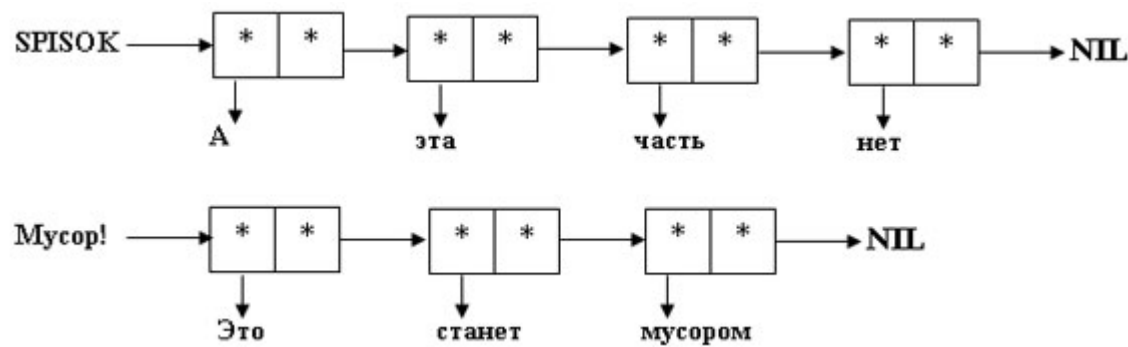 SPISOK * * * * * * * * NIL
А эта часть нет
Мусор! * * * * * * NIL
Это станет мусором